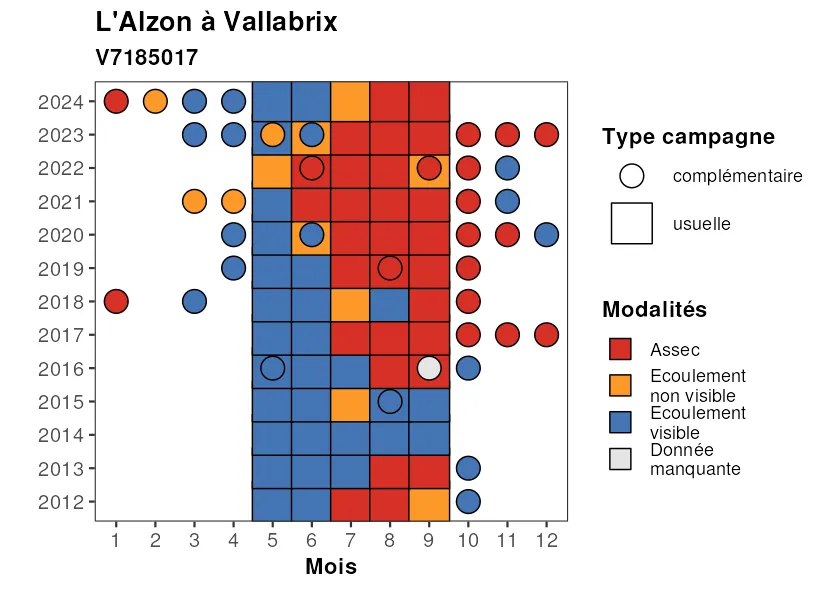 L'Alzon à Vallabrix
V7185017
2024
2023
2022
2021
2020
2019
2018
2017
2016
2015
2014
2013
2012
1 2 3 4 5 6 7 8 9 10 11 12
Mois
Type campagne
complémentaire
usuelle
Modalités
Assec
Ecoulement
non visible
Ecoulement
visible
Donnée
manquante